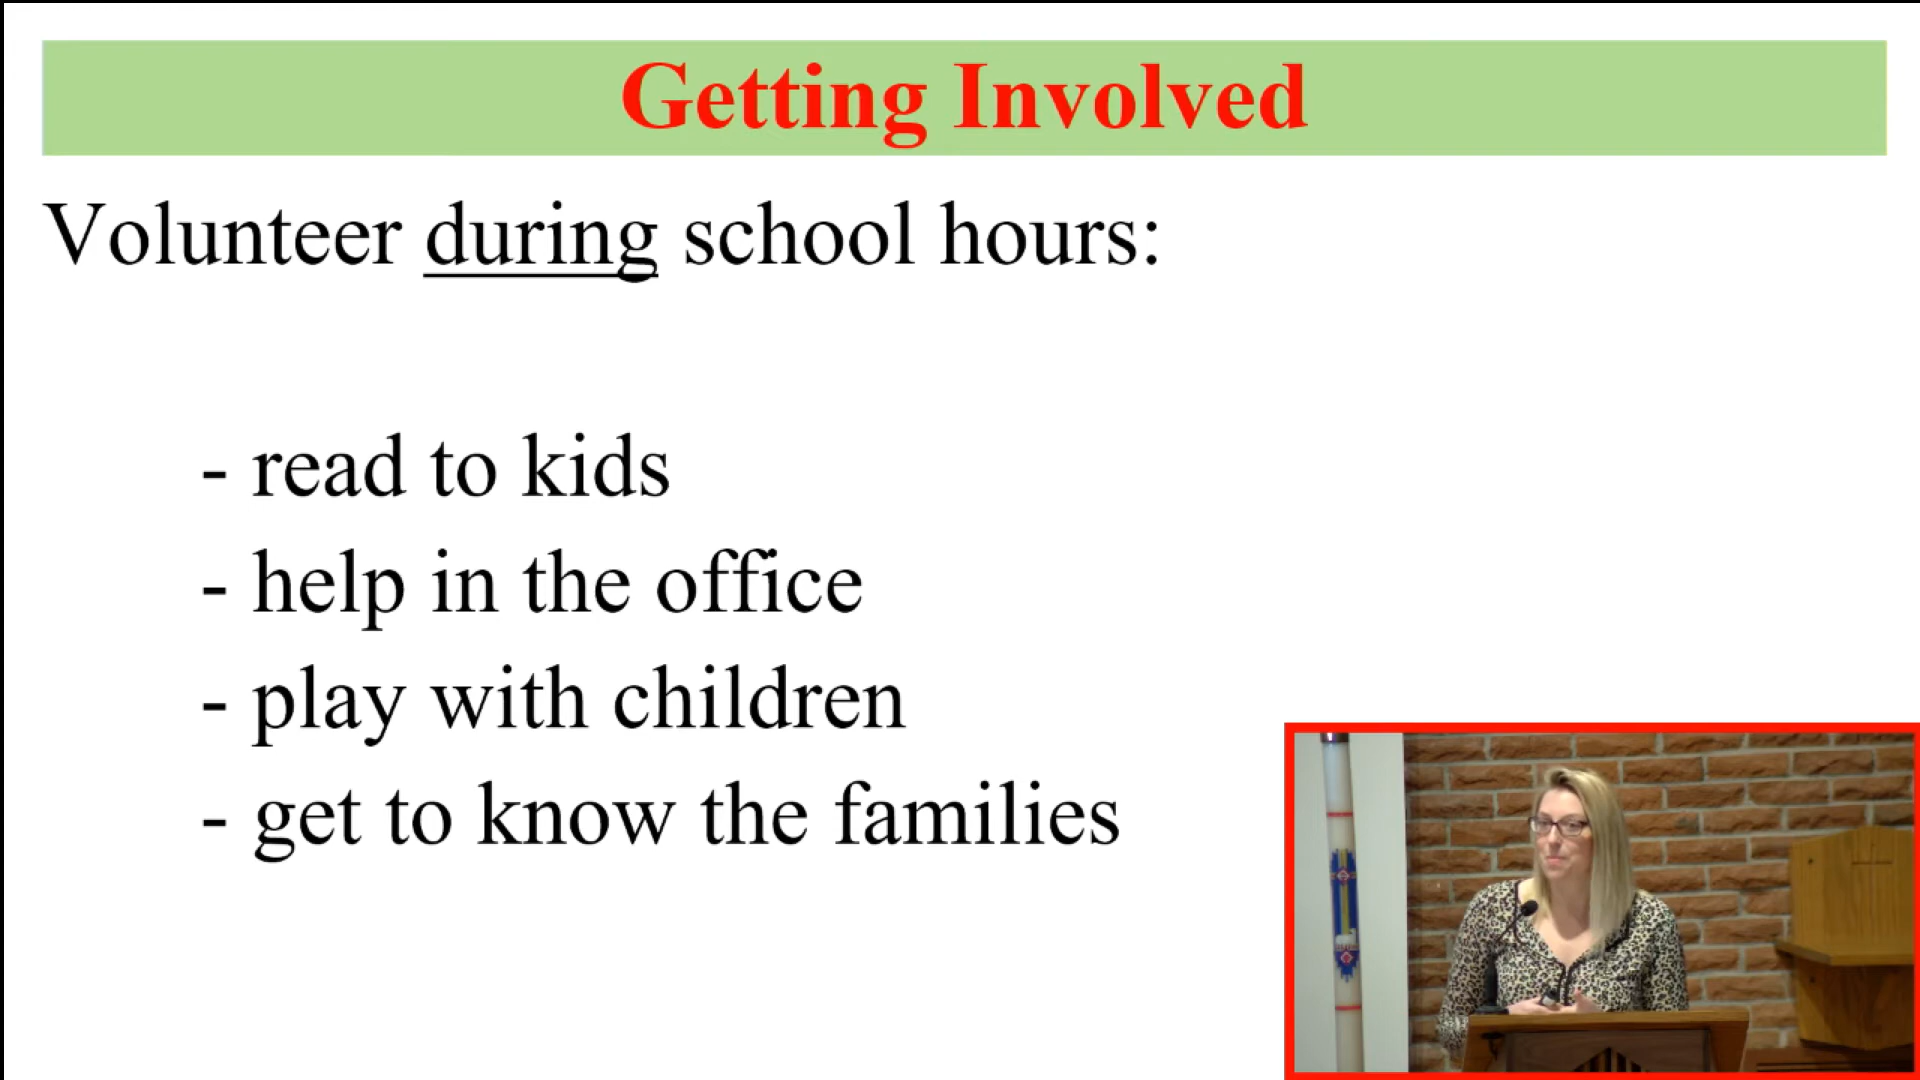 Getting Involved
Volunteer during school hours:
- read to kids
- help in the office
- play with children
- get to know the families